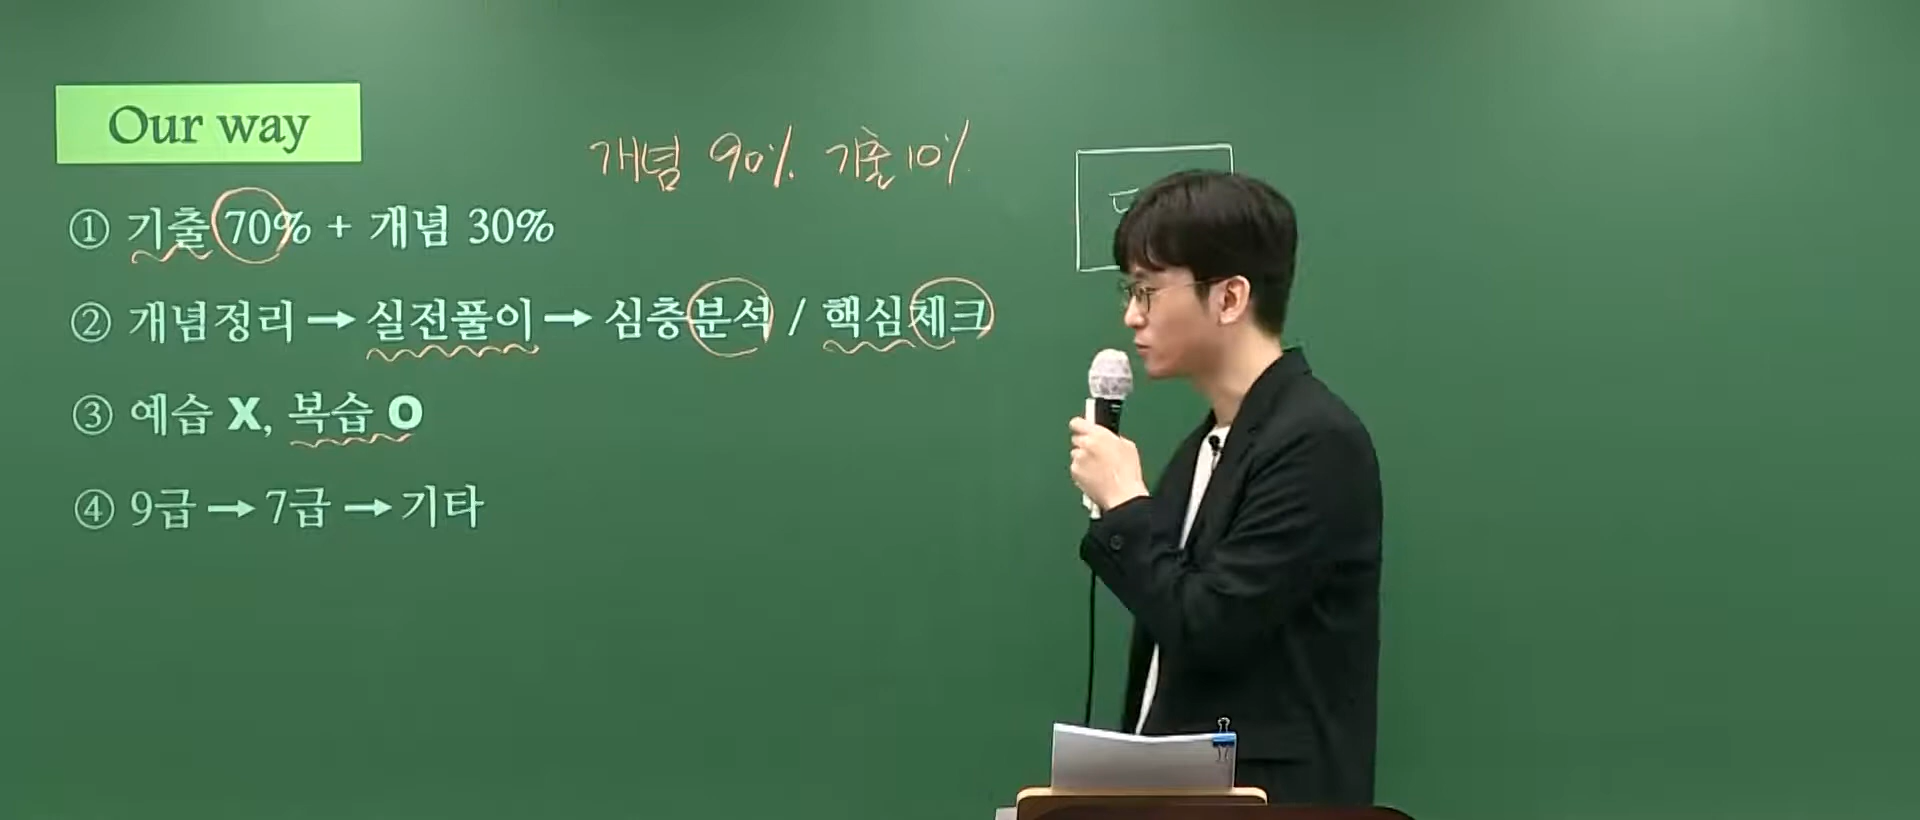 Our way
개념 90% 기출 10%
① 기출 70% + 개념 30%
② 개념정리 → 실전풀이 → 심층분석 / 핵심체크
③ 예습 X, 복습 O
④ 9급 → 7급 → 기타